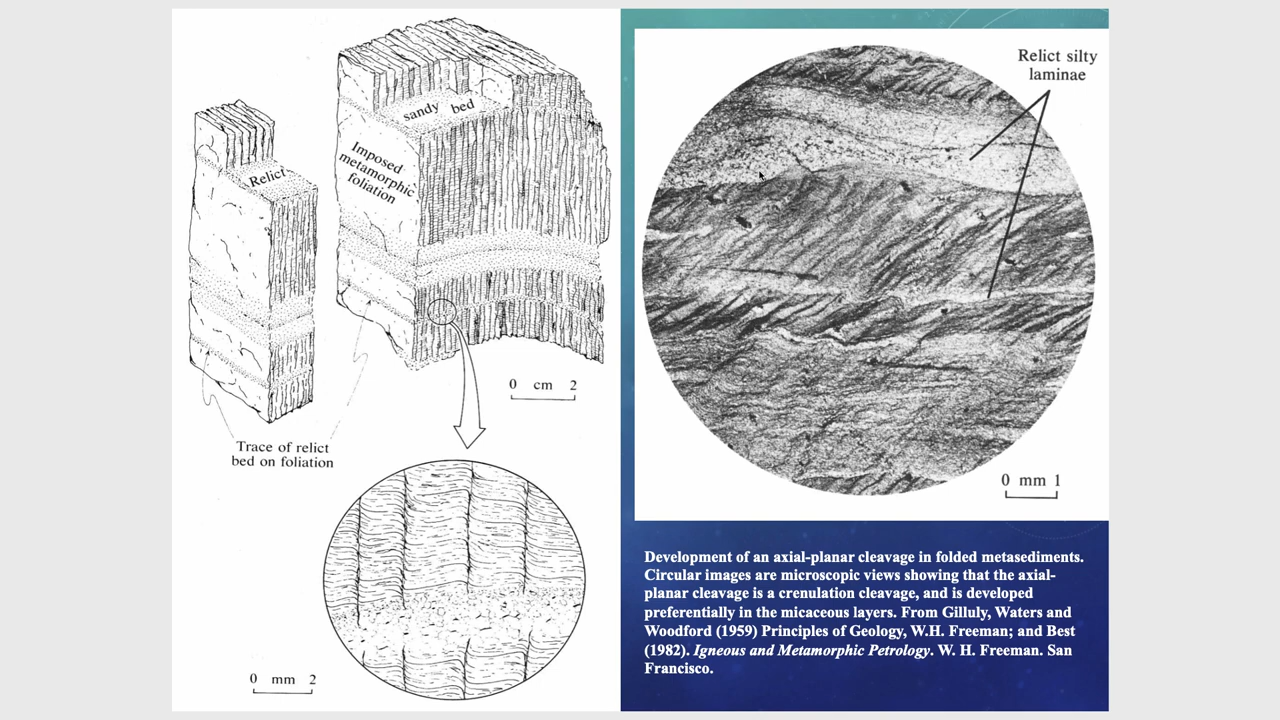 Relict
sandy bed
Imposed
metamorphic
foliation
0 cm 2
Trace of relict
bed on foliation
0 mm 2
Relict silty
laminae
0 mm 1
Development of an axial-planar cleavage in folded metasediments.
Circular images are microscopic views showing that the axial-
planar cleavage is a crenulation cleavage, and is developed
preferentially in the micaceous layers. From Gilluly, Waters and
Woodford (1959) Principles of Geology, W.H. Freeman; and Best
(1982). Igneous and Metamorphic Petrology. W. H. Freeman. San
Francisco.